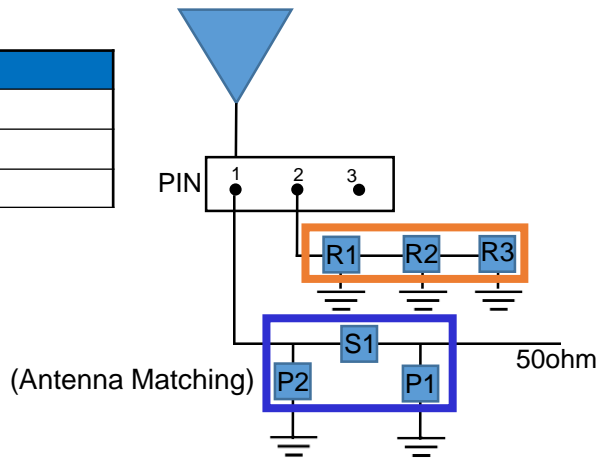 PIN
1 2 3
R1 R2 R3
S1
50ohm
(Antenna Matching)
P2 P1